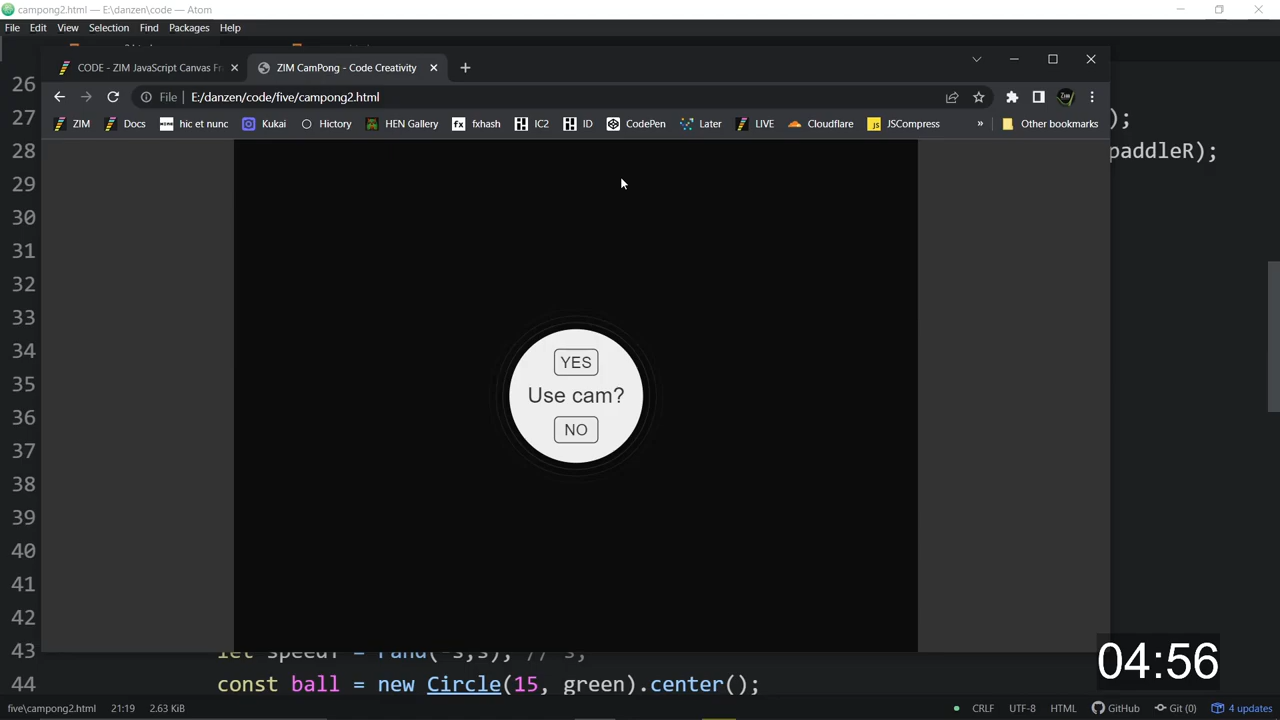 campong2.html — E:\danzen\code — Atom
File Edit View Selection Find Packages Help
CODE - ZIM JavaScript Canvas Fr
ZIM CamPong - Code Creativity
File E:/danzen/code/five/campong2.html
ZIM Docs hic et nunc Kukai Hictory HEN Gallery fxhash IC2 ID CodePen Later LIVE Cloudflare JSCompress » Other bookmarks
26
27 );
28 paddleR);
29
30
31
32
33
34
35
36
37
38
39
40
41
42
YES
Use cam?
NO
43 let speedY = rand(-s,s); // s;
44 const ball = new Circle(15, green).center();
04:56
five\campong2.html 21:19 2.63 KiB CRLF UTF-8 HTML GitHub Git (0) 4 updates